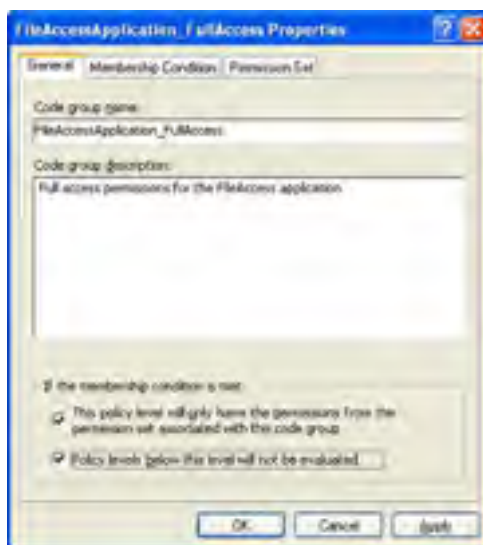 FileAccessApplication_FullAccess Properties
General Membership Condition Permission Set
Code group name:
FileAccessApplication_FullAccess
Code group description:
Full access permissions for the FileAccess application
If the membership condition is met:
This policy level will only have the permissions from the
permission set associated with this code group
Policy levels below this level will not be evaluated
OK Cancel Apply